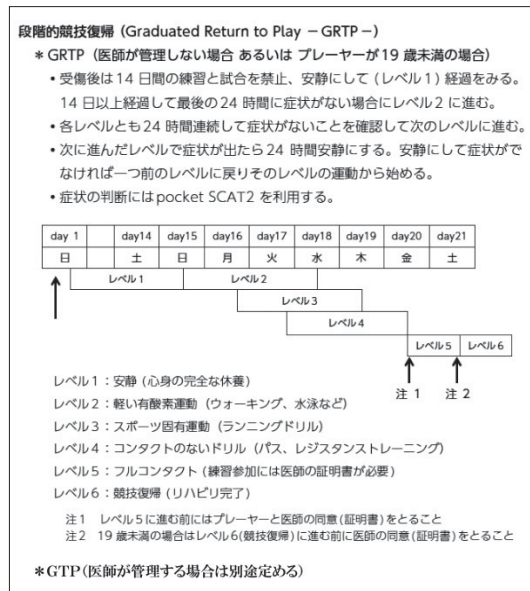 段階的競技復帰 (Graduated Return to Play －GRTP－)
＊GRTP (医師が管理しない場合 あるいは プレーヤーが19 歳未満の場合)
・受傷後は14 日間の練習と試合を禁止、安静にして (レベル1) 経過をみる。
14 日以上経過して最後の24 時間に症状がない場合にレベル2 に進む。
・各レベルとも24 時間連続して症状がないことを確認して次のレベルに進む。
・次に進んだレベルで症状が出たら24 時間安静にする。安静にして症状がで
なければ一つ前のレベルに戻りそのレベルの運動から始める。
・症状の判断にはpocket SCAT2 を利用する。
day 1 day14 day15 day16 day17 day18 day19 day20 day21
日 土 日 月 火 水 木 金 土
レベル1 レベル2
レベル3
レベル4
レベル5 レベル6
注 1 注 2
レベル1：安静 (心身の完全な休養)
レベル2：軽い有酸素運動 (ウォーキング、水泳など)
レベル3：スポーツ固有運動 (ランニングドリル)
レベル4：コンタクトのないドリル (パス、レジスタンストレーニング)
レベル5：フルコンタクト (練習参加には医師の証明書が必要)
レベル6：競技復帰 (リハビリ完了)
注1 レベル5に進む前にはプレーヤーと医師の同意(証明書)をとること
注2 19 歳未満の場合はレベル6(競技復帰)に進む前に医師の同意(証明書)をとること
＊GTP(医師が管理する場合は別途定める)